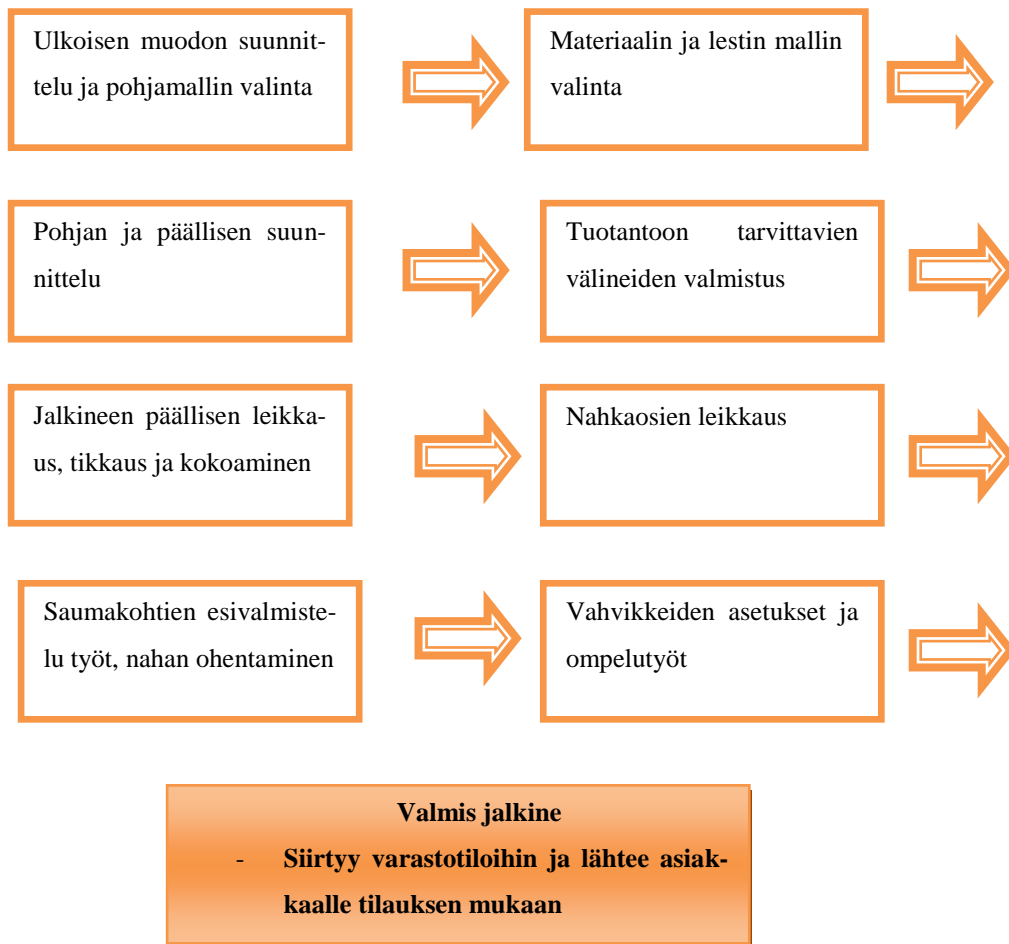 Ulkoisen muodon suunnit-
telu ja pohjamallin valinta
Materiaalin ja lestin mallin
valinta
Pohjan ja päällisen suun-
nittelu
Tuotantoon tarvittavien
välineiden valmistus
Jalkineen päällisen leikka-
us, tikkaus ja kokoaminen
Nahkaosien leikkaus
Saumakohtien esivalmiste-
lu työt, nahan ohentaminen
Vahvikkeiden asetukset ja
ompelutyöt
Valmis jalkine
- Siirtyy varastotiloihin ja lähtee asiak-
kaalle tilauksen mukaan